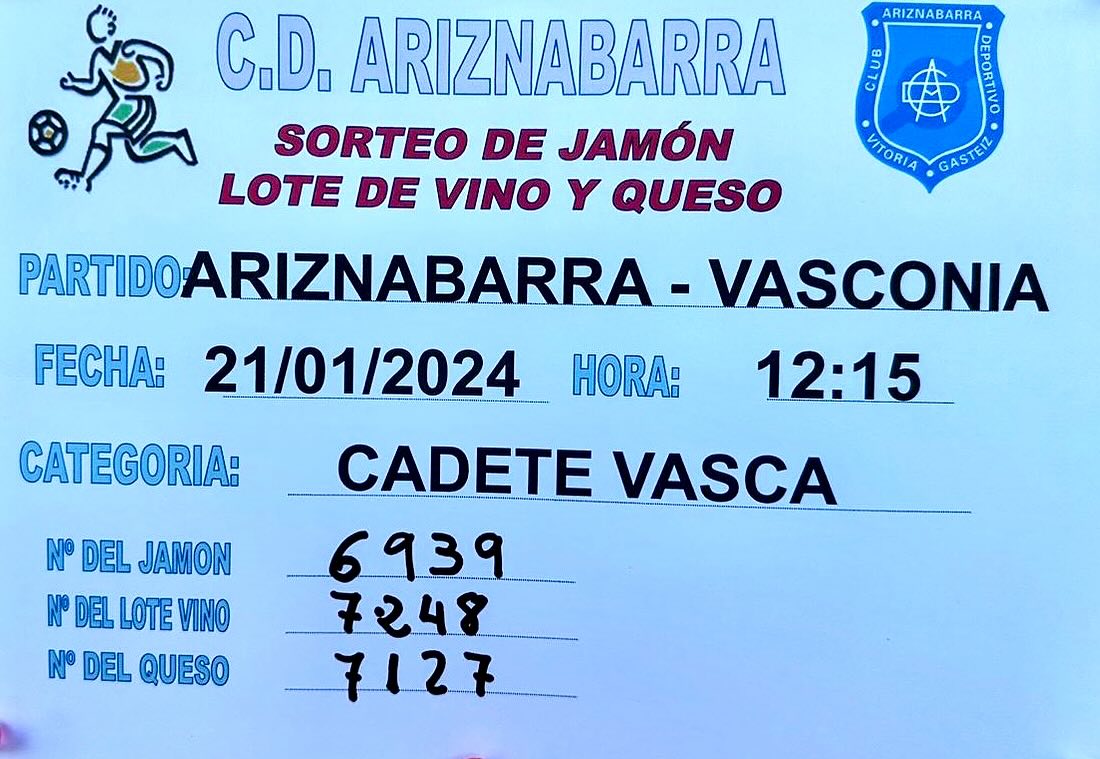 C.D. ARIZNABARRA
ARIZNABARRA
CLUB
DEPORTIVO
VITORIA
GASTEIZ
SORTEO DE JAMÓN
LOTE DE VINO Y QUESO
PARTIDO: ARIZNABARRA - VASCONIA
FECHA: 21/01/2024 HORA: 12:15
CATEGORIA: CADETE VASCA
Nº DEL JAMON 6939
Nº DEL LOTE VINO 7248
Nº DEL QUESO 7127